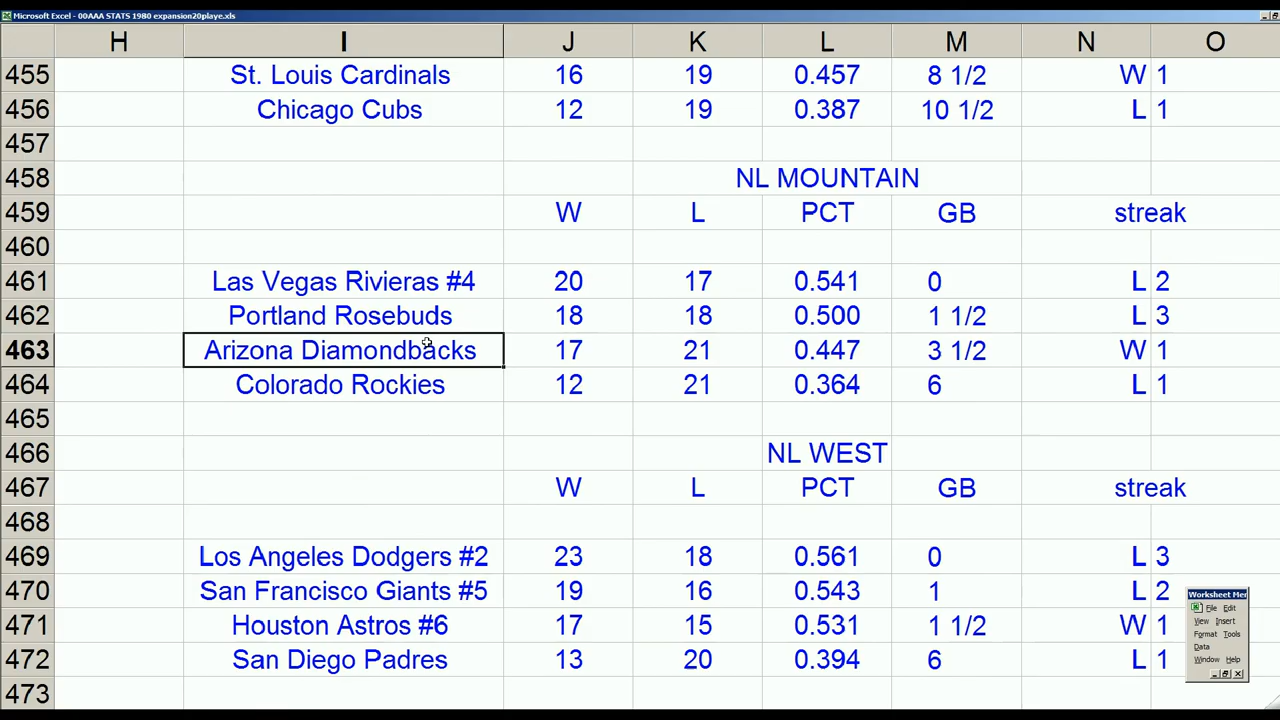 Microsoft Excel - 00AAA STATS 1980 expansion20playe.xls
H I J K L M N O
455 St. Louis Cardinals 16 19 0.457 8 1/2 W 1
456 Chicago Cubs 12 19 0.387 10 1/2 L 1
457
458 NL MOUNTAIN
459 W L PCT GB streak
460
461 Las Vegas Rivieras #4 20 17 0.541 0 L 2
462 Portland Rosebuds 18 18 0.500 1 1/2 L 3
463 Arizona Diamondbacks 17 21 0.447 3 1/2 W 1
464 Colorado Rockies 12 21 0.364 6 L 1
465
466 NL WEST
467 W L PCT GB streak
468
469 Los Angeles Dodgers #2 23 18 0.561 0 L 3
470 San Francisco Giants #5 19 16 0.543 1 L 2
471 Houston Astros #6 17 15 0.531 1 1/2 W 1
472 San Diego Padres 13 20 0.394 6 L 1
473
Worksheet Mer
File Edit
View Insert
Format Tools
Data
Window Help